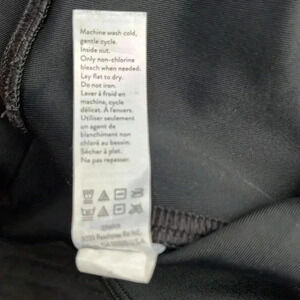 Machine wash cold,
gentle cycle.
Inside out.
Only non-chlorine
bleach when needed.
Lay flat to dry.
Do not iron.
Laver à froid en
machine, cycle
délicat. À l'envers.
Utiliser seulement
un agent de
blanchiment non
chloré au besoin.
Sécher à plat.
Ne pas repasser.